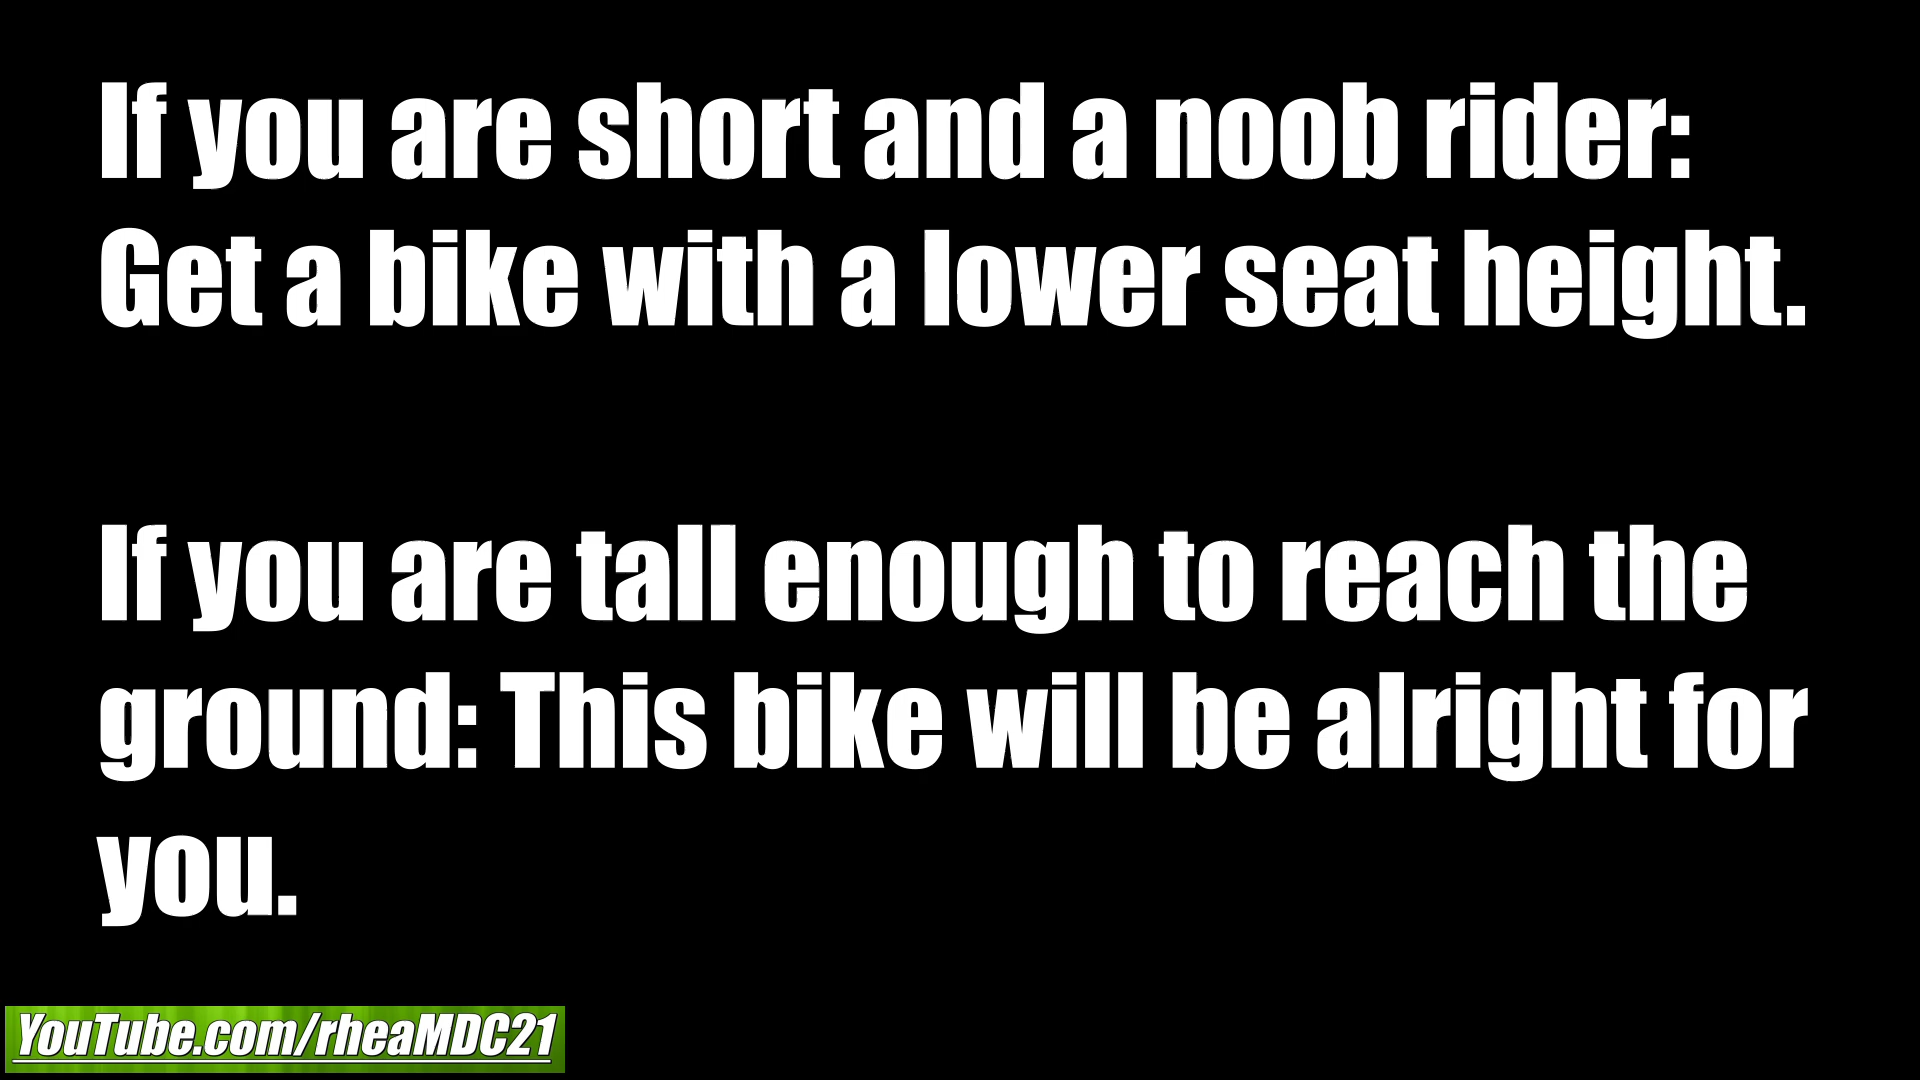 If you are short and a noob rider:
Get a bike with a lower seat height.
If you are tall enough to reach the
ground: This bike will be alright for
you.
YouTube.com/rheaMDC21